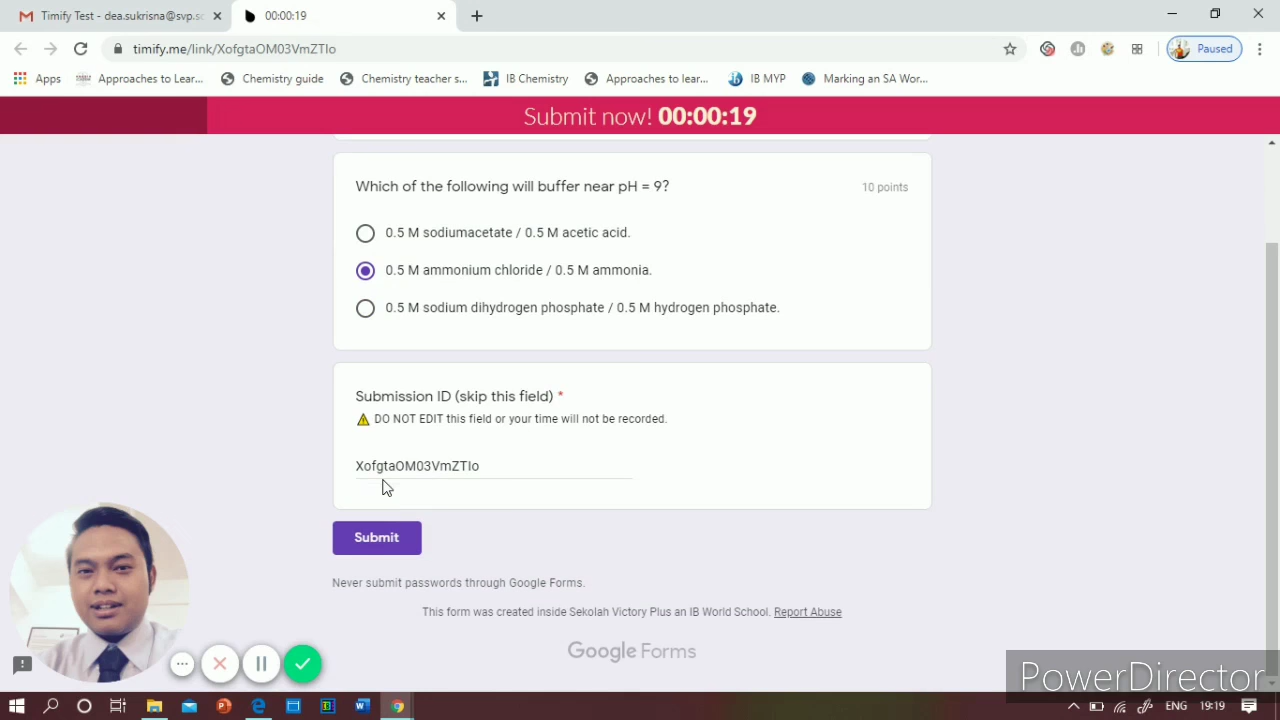 Timify Test - dea.sukrisna@svp.s
00:00:19
timify.me/link/XofgtaOM03VmZTIo
Paused
Apps
Approaches to Lear...
Chemistry guide
Chemistry teacher s...
IB Chemistry
Approaches to lear...
IB MYP
Marking an SA Wor...
Submit now! 00:00:19
Which of the following will buffer near pH = 9?
10 points
0.5 M sodiumacetate / 0.5 M acetic acid.
0.5 M ammonium chloride / 0.5 M ammonia.
0.5 M sodium dihydrogen phosphate / 0.5 M hydrogen phosphate.
Submission ID (skip this field) *
DO NOT EDIT this field or your time will not be recorded.
XofgtaOM03VmZTIo
Submit
Never submit passwords through Google Forms.
This form was created inside Sekolah Victory Plus an IB World School. Report Abuse
Google Forms
PowerDirector
ENG
19:19